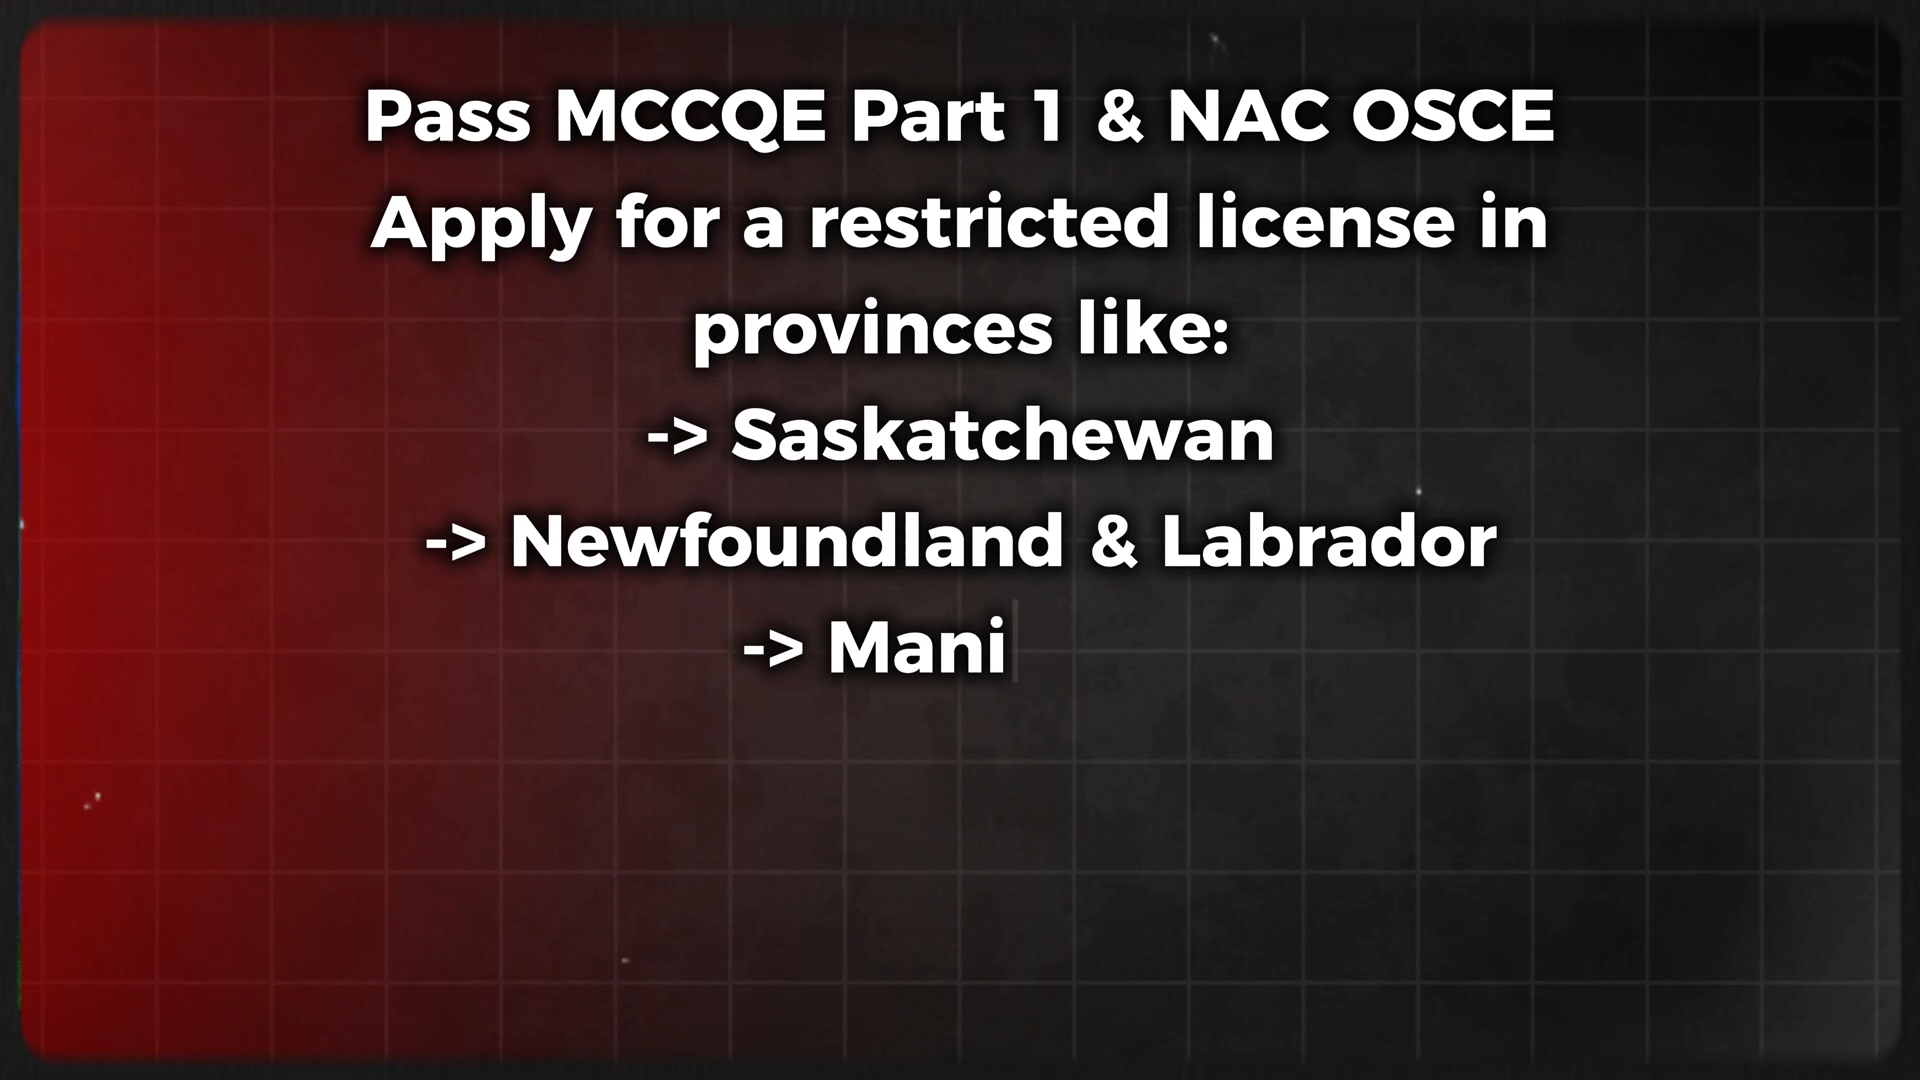 Pass MCCQE Part 1 & NAC OSCE
Apply for a restricted license in
provinces like:
-> Saskatchewan
-> Newfoundland & Labrador
-> Mani